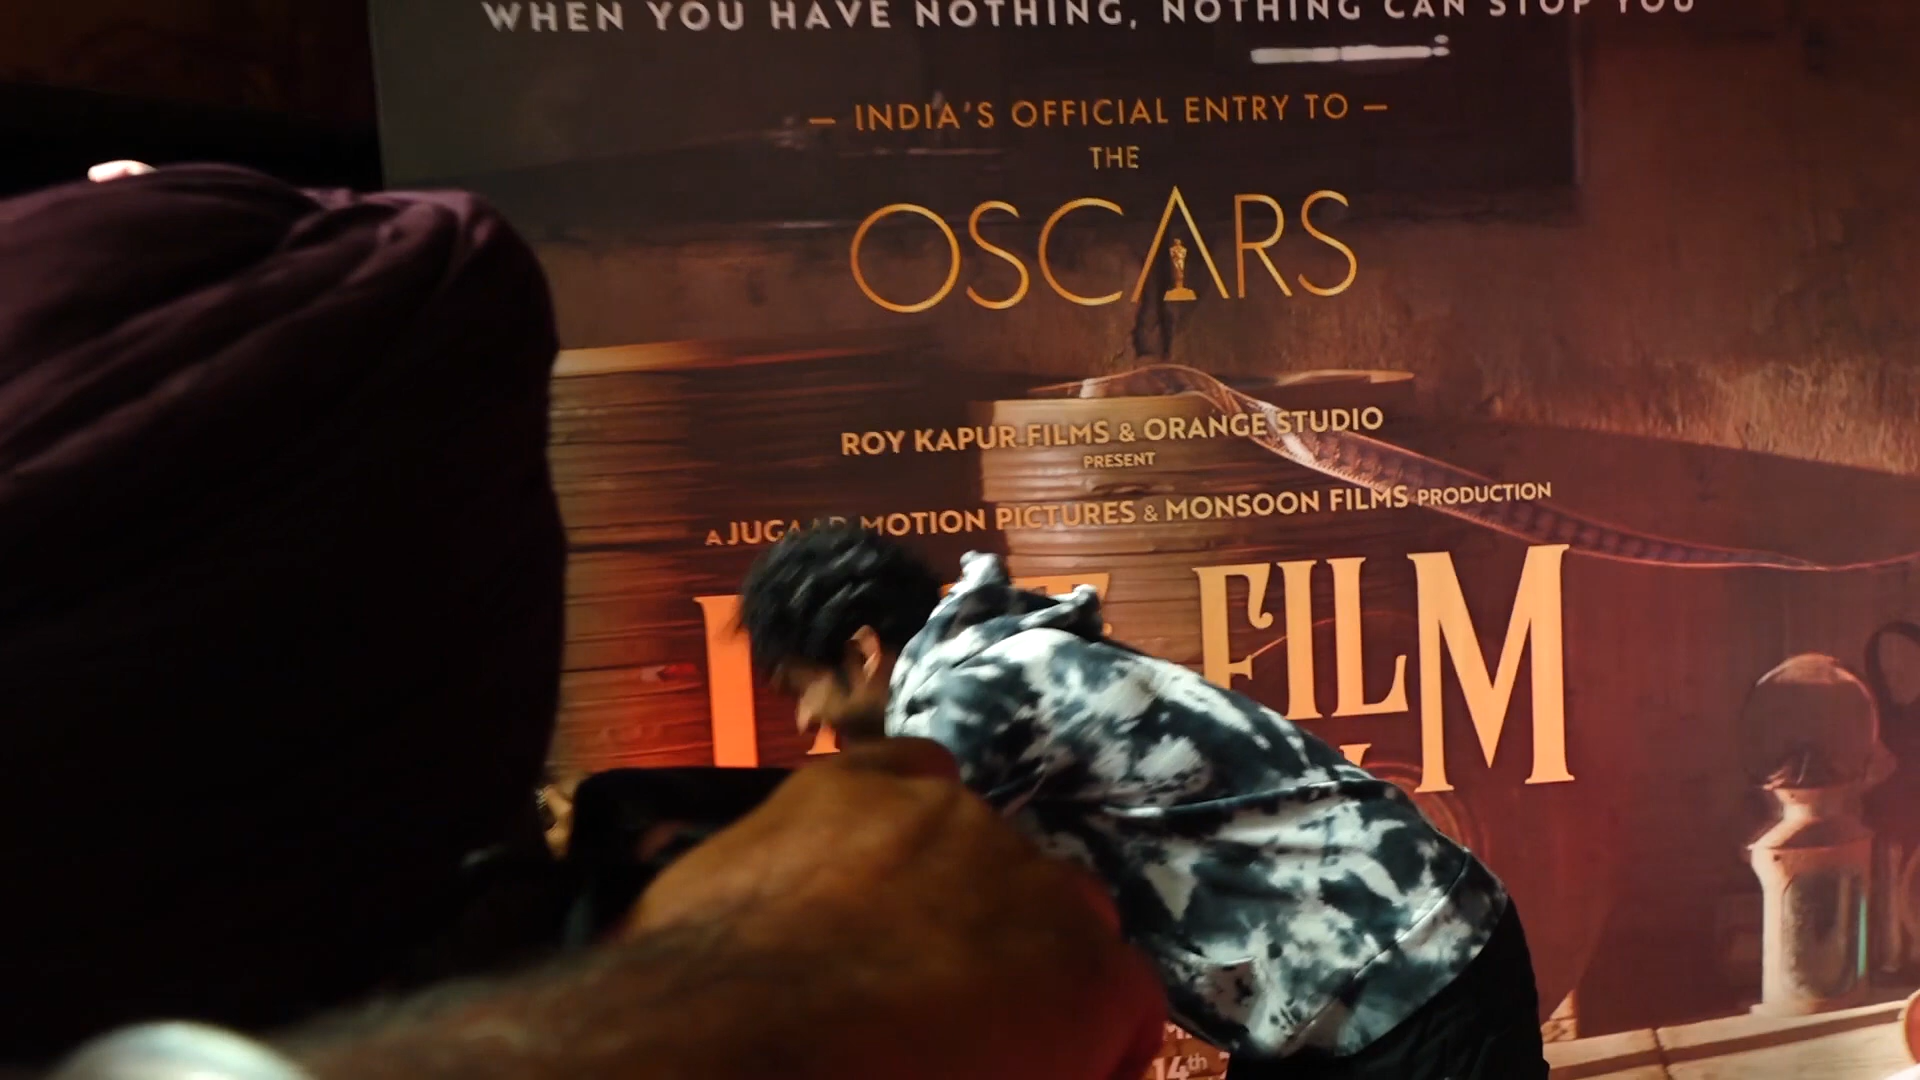 WHEN YOU HAVE NOTHING, NOTHING CAN STOP YOU
— INDIA'S OFFICIAL ENTRY TO —
THE
OSCARS
ROY KAPUR FILMS & ORANGE STUDIO
PRESENT
A MOTION PICTURES & MONSOON FILMS PRODUCTION
FILM
14th